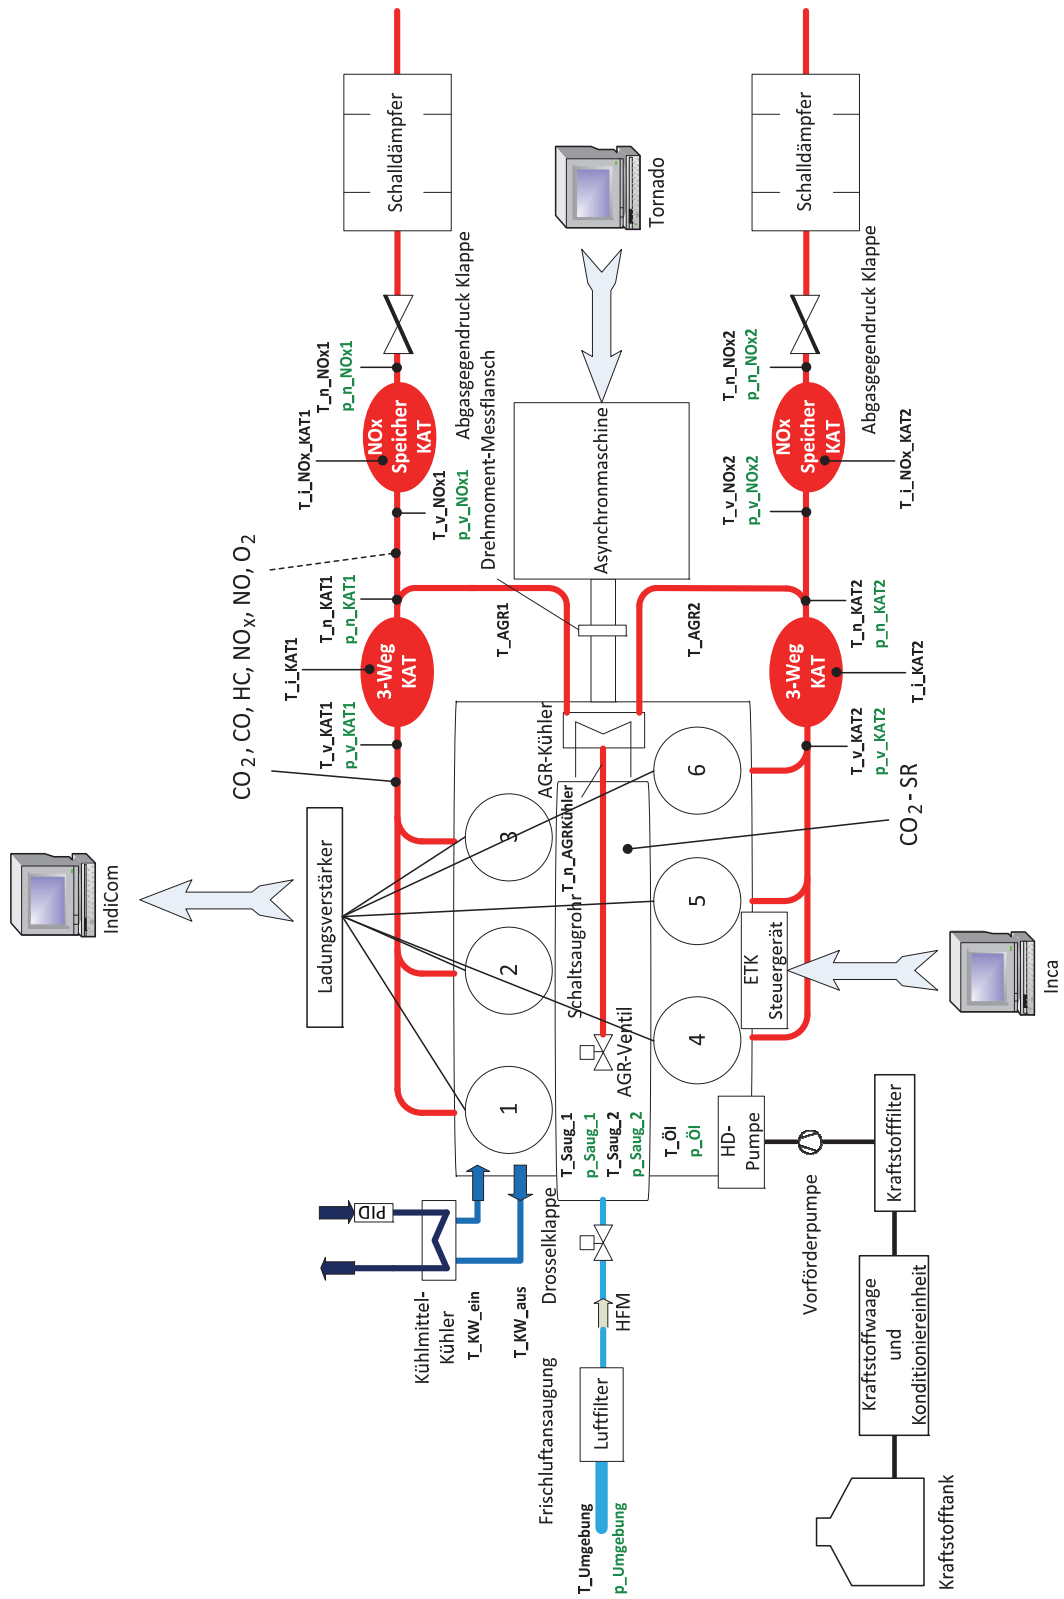 IndiCom
Ladungsverstärker
CO2, CO, HC, NOx, NO, O2
T_v_KAT1
p_v_KAT1
T_i_KAT1
3-Weg
KAT
T_n_KAT1
p_n_KAT1
T_v_NOx1
p_v_NOx1
T_i_NOx_KAT1
NOx
Speicher
KAT
T_n_NOx1
p_n_NOx1
Abgasgegendruck Klappe
Schalldämpfer
Drehmoment-Messflansch
T_AGR1
T_AGR2
Asynchronmaschine
Tornado
PID
Kühlmittel-
Kühler
T_KW_ein
T_KW_aus
1
2
3
AGR-Kühler
Drosselklappe
Frischluftansaugung
T_Umgebung
p_Umgebung
Luftfilter
HFM
T_Saug_1
p_Saug_1
T_Saug_2
p_Saug_2
AGR-Ventil
Schaltsaugrohr
T_n_AGRKühler
T_Öl
p_Öl
4
5
6
CO2 - SR
HD-
Pumpe
ETK
Steuergerät
Inca
T_v_KAT2
p_v_KAT2
3-Weg
KAT
T_i_KAT2
T_n_KAT2
p_n_KAT2
T_v_NOx2
p_v_NOx2
NOx
Speicher
KAT
T_i_NOx_KAT2
T_n_NOx2
p_n_NOx2
Abgasgegendruck Klappe
Schalldämpfer
Vorförderpumpe
Kraftstofffilter
Kraftstoffwaage
und
Konditioniereinheit
Kraftstofftank